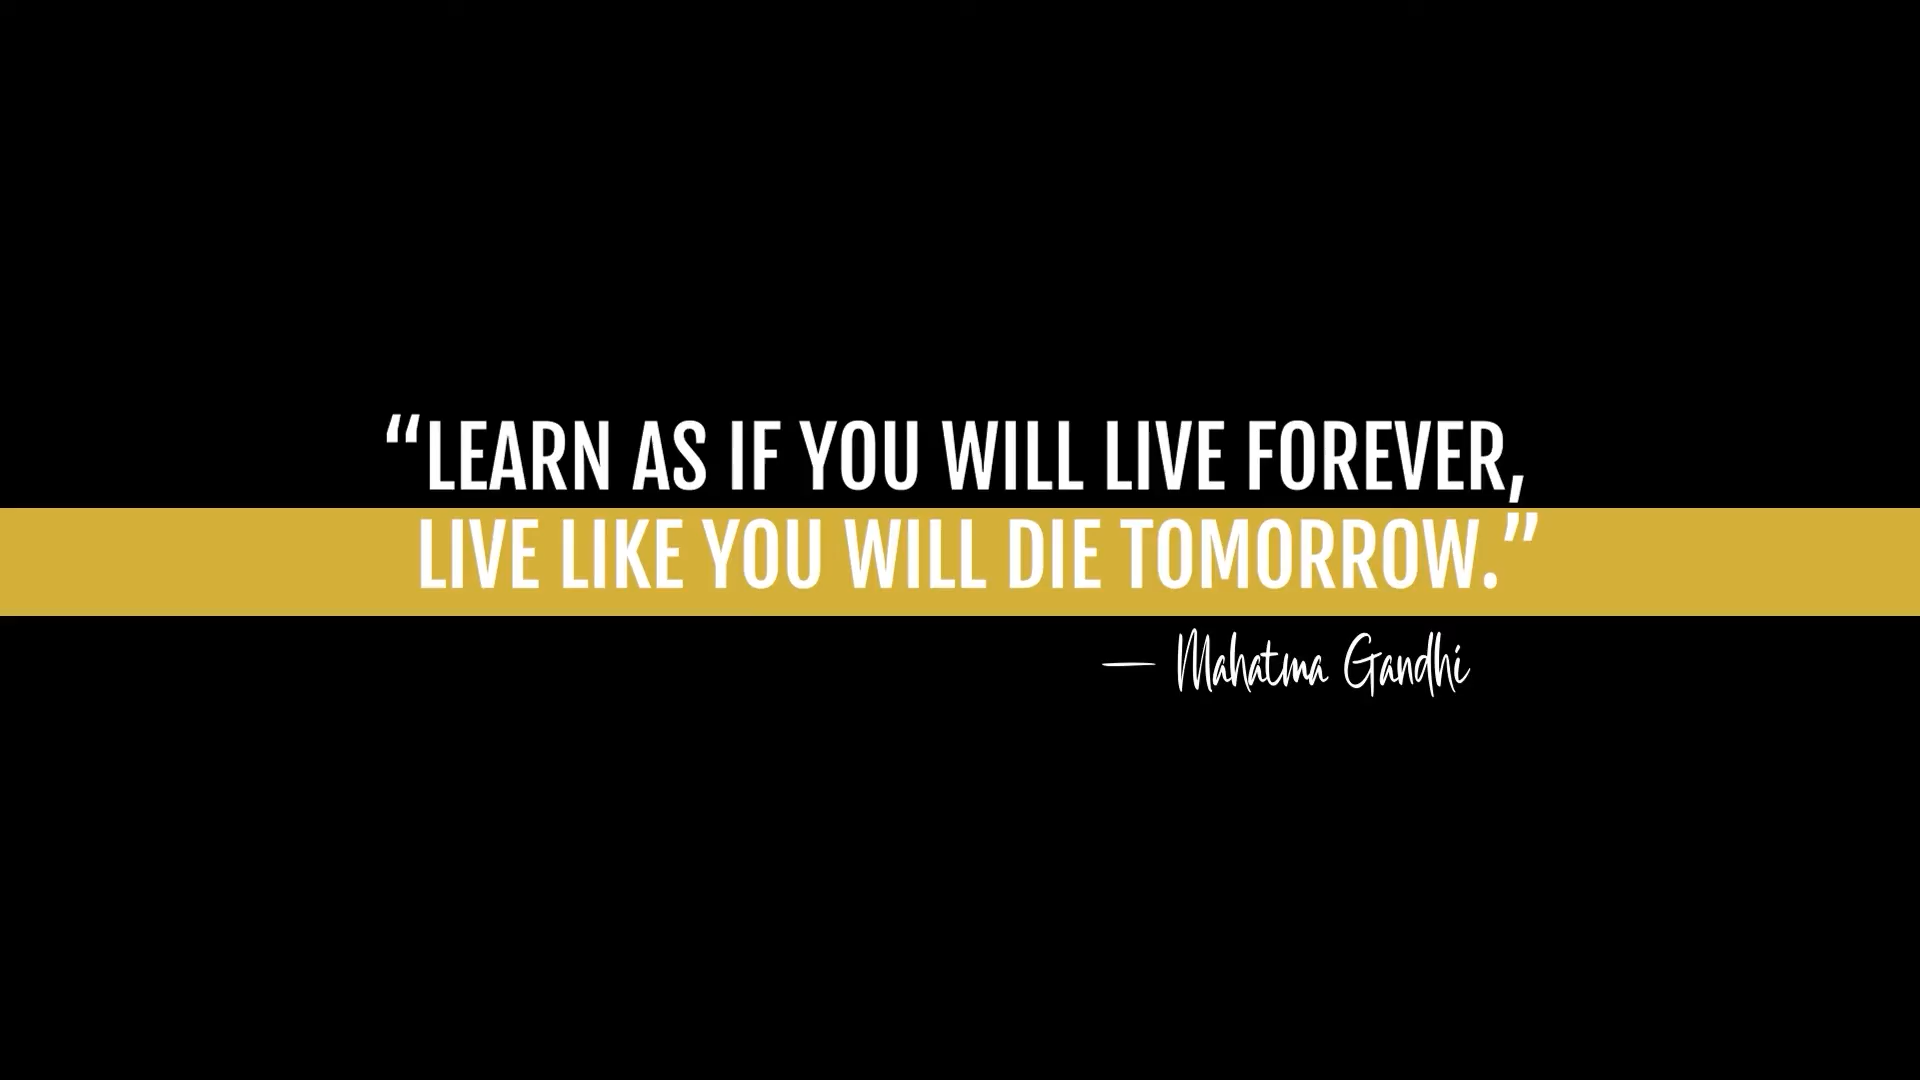 “LEARN AS IF YOU WILL LIVE FOREVER,
LIVE LIKE YOU WILL DIE TOMORROW.”
— Mahatma Gandhi